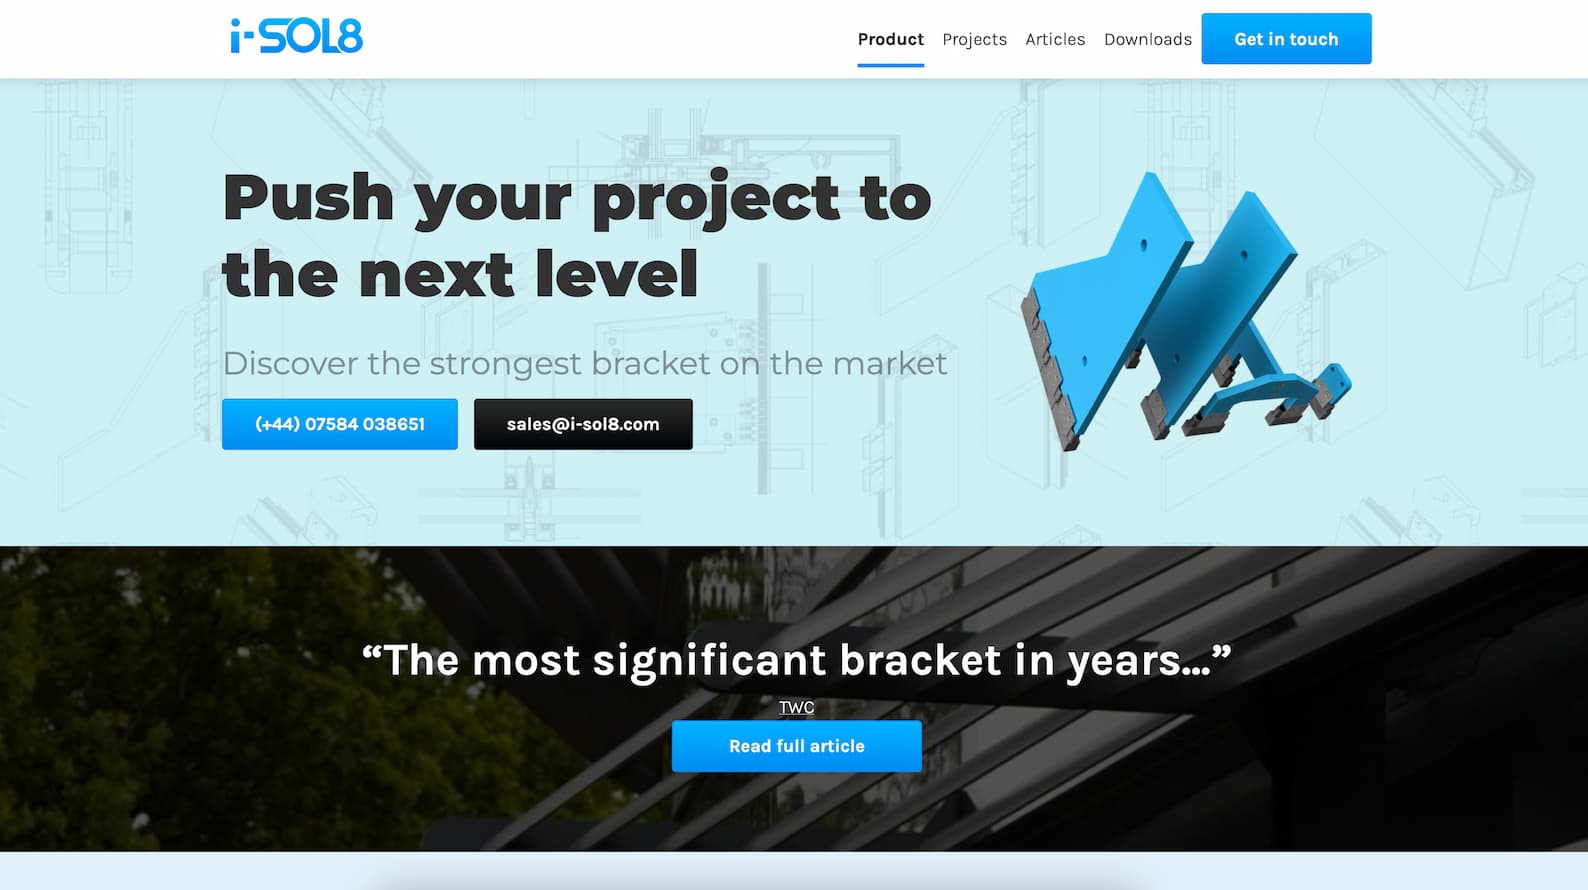 i-SOL8
Product Projects Articles Downloads Get in touch
Push your project to
the next level
Discover the strongest bracket on the market
(+44) 07584 038651 sales@i-sol8.com
“The most significant bracket in years...”
TWC
Read full article